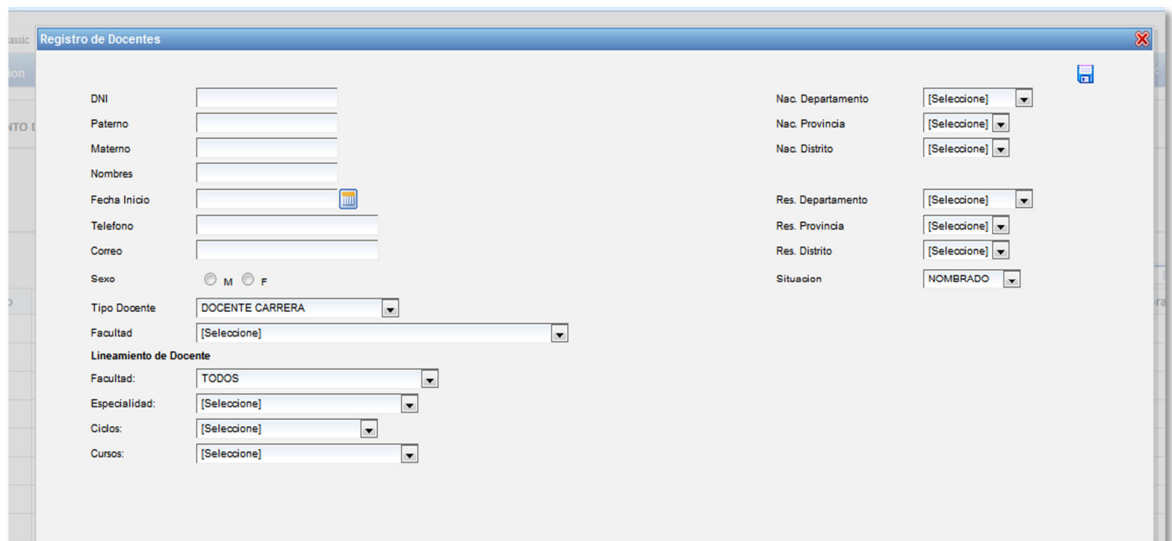 Registro de Docentes
DNI
Nac. Departamento [Seleccione]
Paterno
Nac. Provincia [Seleccione]
Materno
Nac. Distrito [Seleccione]
Nombres
Fecha Inicio
Res. Departamento [Seleccione]
Telefono
Res. Provincia [Seleccione]
Correo
Res. Distrito [Seleccione]
Sexo M F
Situacion NOMBRADO
Tipo Docente DOCENTE CARRERA
Facultad [Seleccione]
Lineamiento de Docente
Facultad: TODOS
Especialidad: [Seleccione]
Ciclos: [Seleccione]
Cursos: [Seleccione]